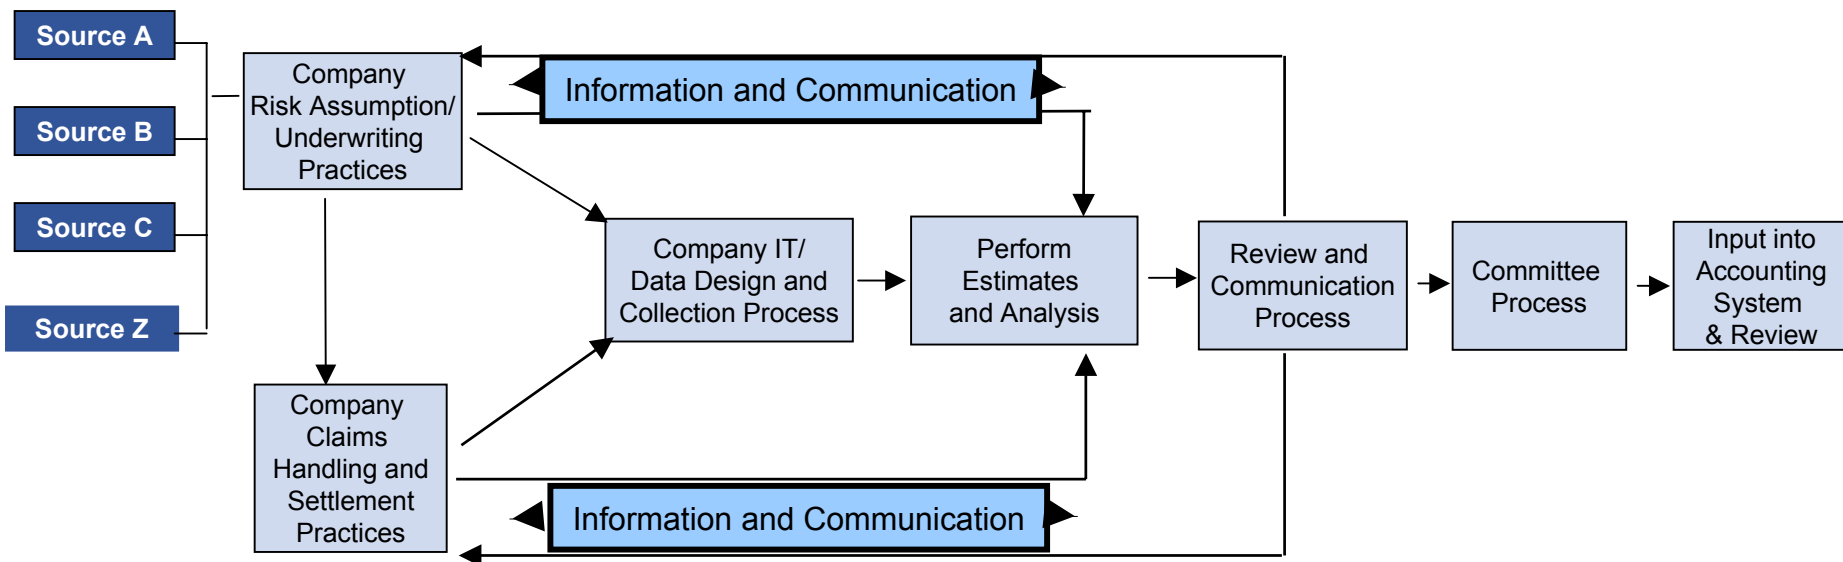 Source A
Source B
Source C
Source Z
Company
Risk Assumption/
Underwriting
Practices
Information and Communication
Company
Claims
Handling and
Settlement
Practices
Company IT/
Data Design and
Collection Process
Perform
Estimates
and Analysis
Information and Communication
Review and
Communication
Process
Committee
Process
Input into
Accounting
System
& Review